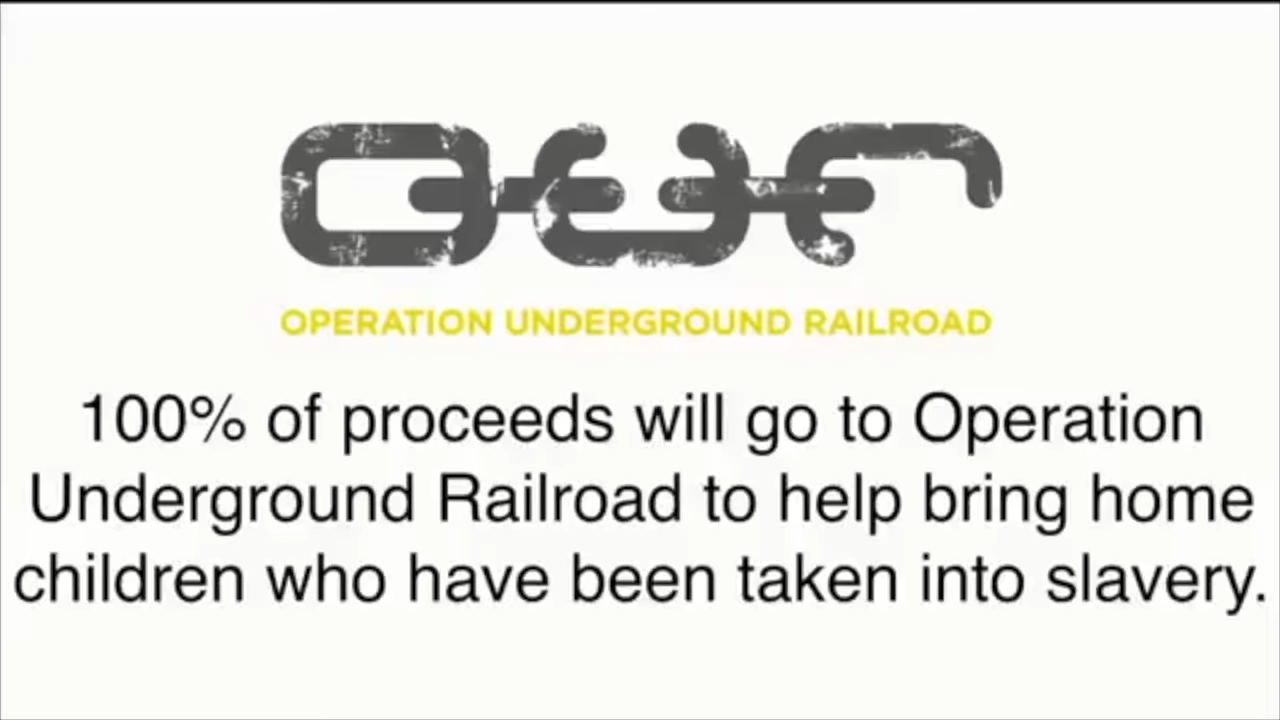 OUR
OPERATION UNDERGROUND RAILROAD
100% of proceeds will go to Operation
Underground Railroad to help bring home
children who have been taken into slavery.